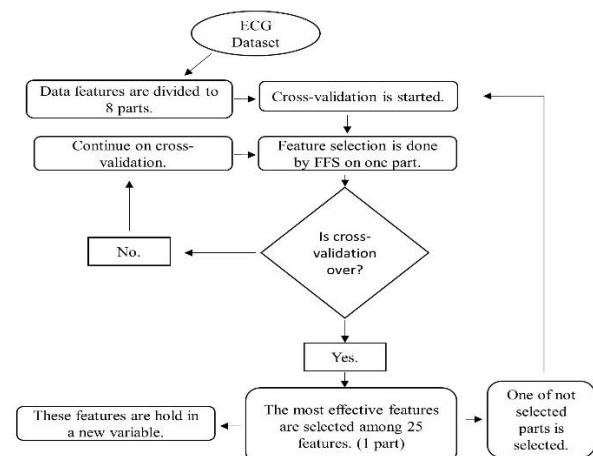 ECG
Dataset
Data features are divided to
8 parts.
Cross-validation is started.
Continue on cross-
validation.
Feature selection is done
by FFS on one part.
Is cross-
validation
over?
No.
Yes.
These features are hold in
a new variable.
The most effective features
are selected among 25
features. (1 part)
One of not
selected
parts is
selected.